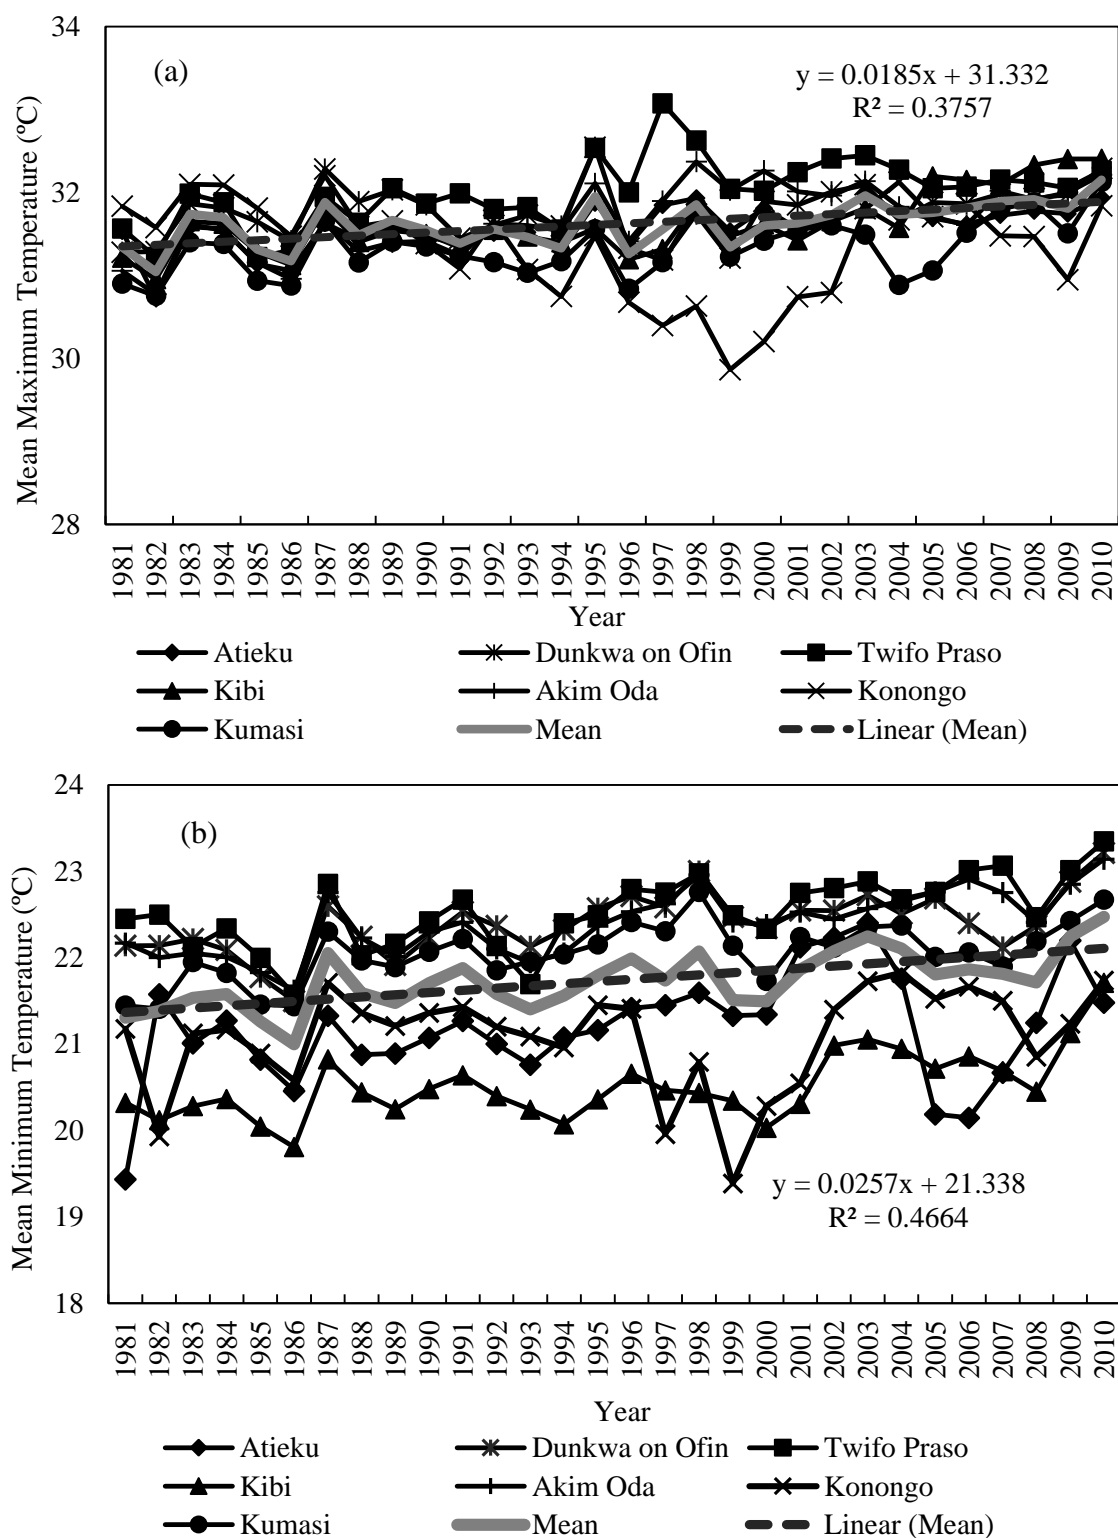 34
(a)
y = 0.0185x + 31.332
R² = 0.3757
32
30
28
Mean Maximum Temperature (ºC)
1981 1982 1983 1984 1985 1986 1987 1988 1989 1990 1991 1992 1993 1994 1995 1996 1997 1998 1999 2000 2001 2002 2003 2004 2005 2006 2007 2008 2009 2010
Year
Atieku Dunkwa on Ofin Twifo Praso
Kibi Akim Oda Konongo
Kumasi Mean Linear (Mean)
24
(b)
23
22
21
20
19
18
y = 0.0257x + 21.338
R² = 0.4664
Mean Minimum Temperature (ºC)
1981 1982 1983 1984 1985 1986 1987 1988 1989 1990 1991 1992 1993 1994 1995 1996 1997 1998 1999 2000 2001 2002 2003 2004 2005 2006 2007 2008 2009 2010
Year
Atieku Dunkwa on Ofin Twifo Praso
Kibi Akim Oda Konongo
Kumasi Mean Linear (Mean)